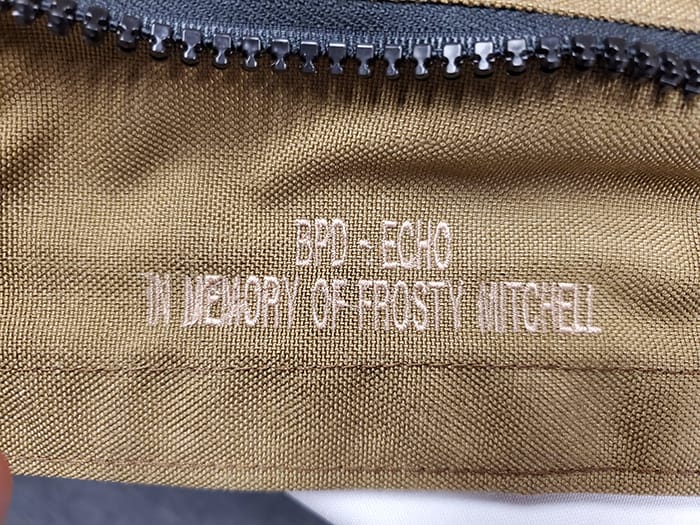 BPD - ECHO
IN MEMORY OF FROSTY MITCHELL